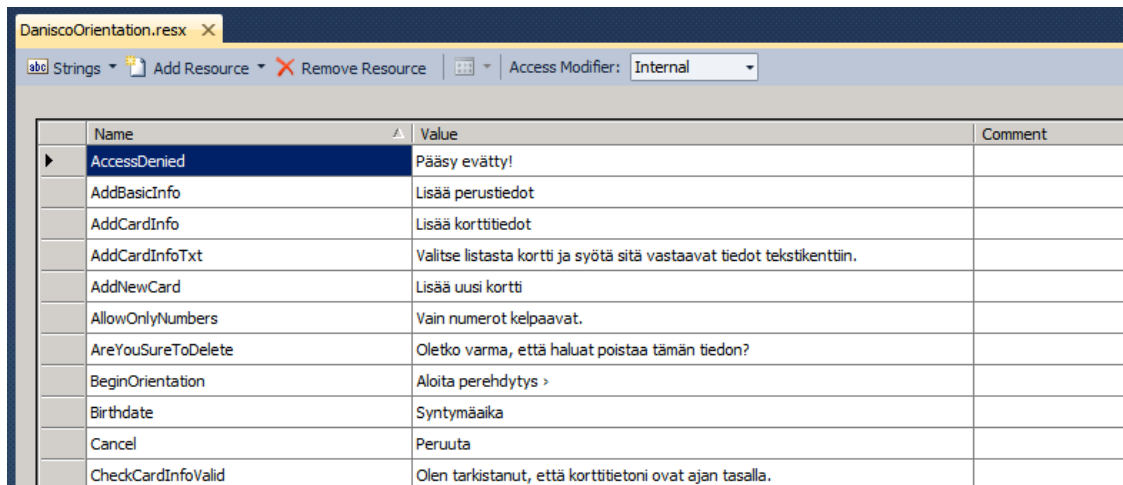 DaniscoOrientation.resx
abc Strings Add Resource Remove Resource Access Modifier: Internal
Name Value Comment
AccessDenied Pääsy evätty!
AddBasicInfo Lisää perustiedot
AddCardInfo Lisää korttitiedot
AddCardInfoTxt Valitse listasta kortti ja syötä sitä vastaavat tiedot tekstikenttiin.
AddNewCard Lisää uusi kortti
AllowOnlyNumbers Vain numerot kelpaavat.
AreYouSureToDelete Oletko varma, että haluat poistaa tämän tiedon?
BeginOrientation Aloita perehdytys ›
Birthdate Syntymäaika
Cancel Peruuta
CheckCardInfoValid Olen tarkistanut, että korttitietoni ovat ajan tasalla.